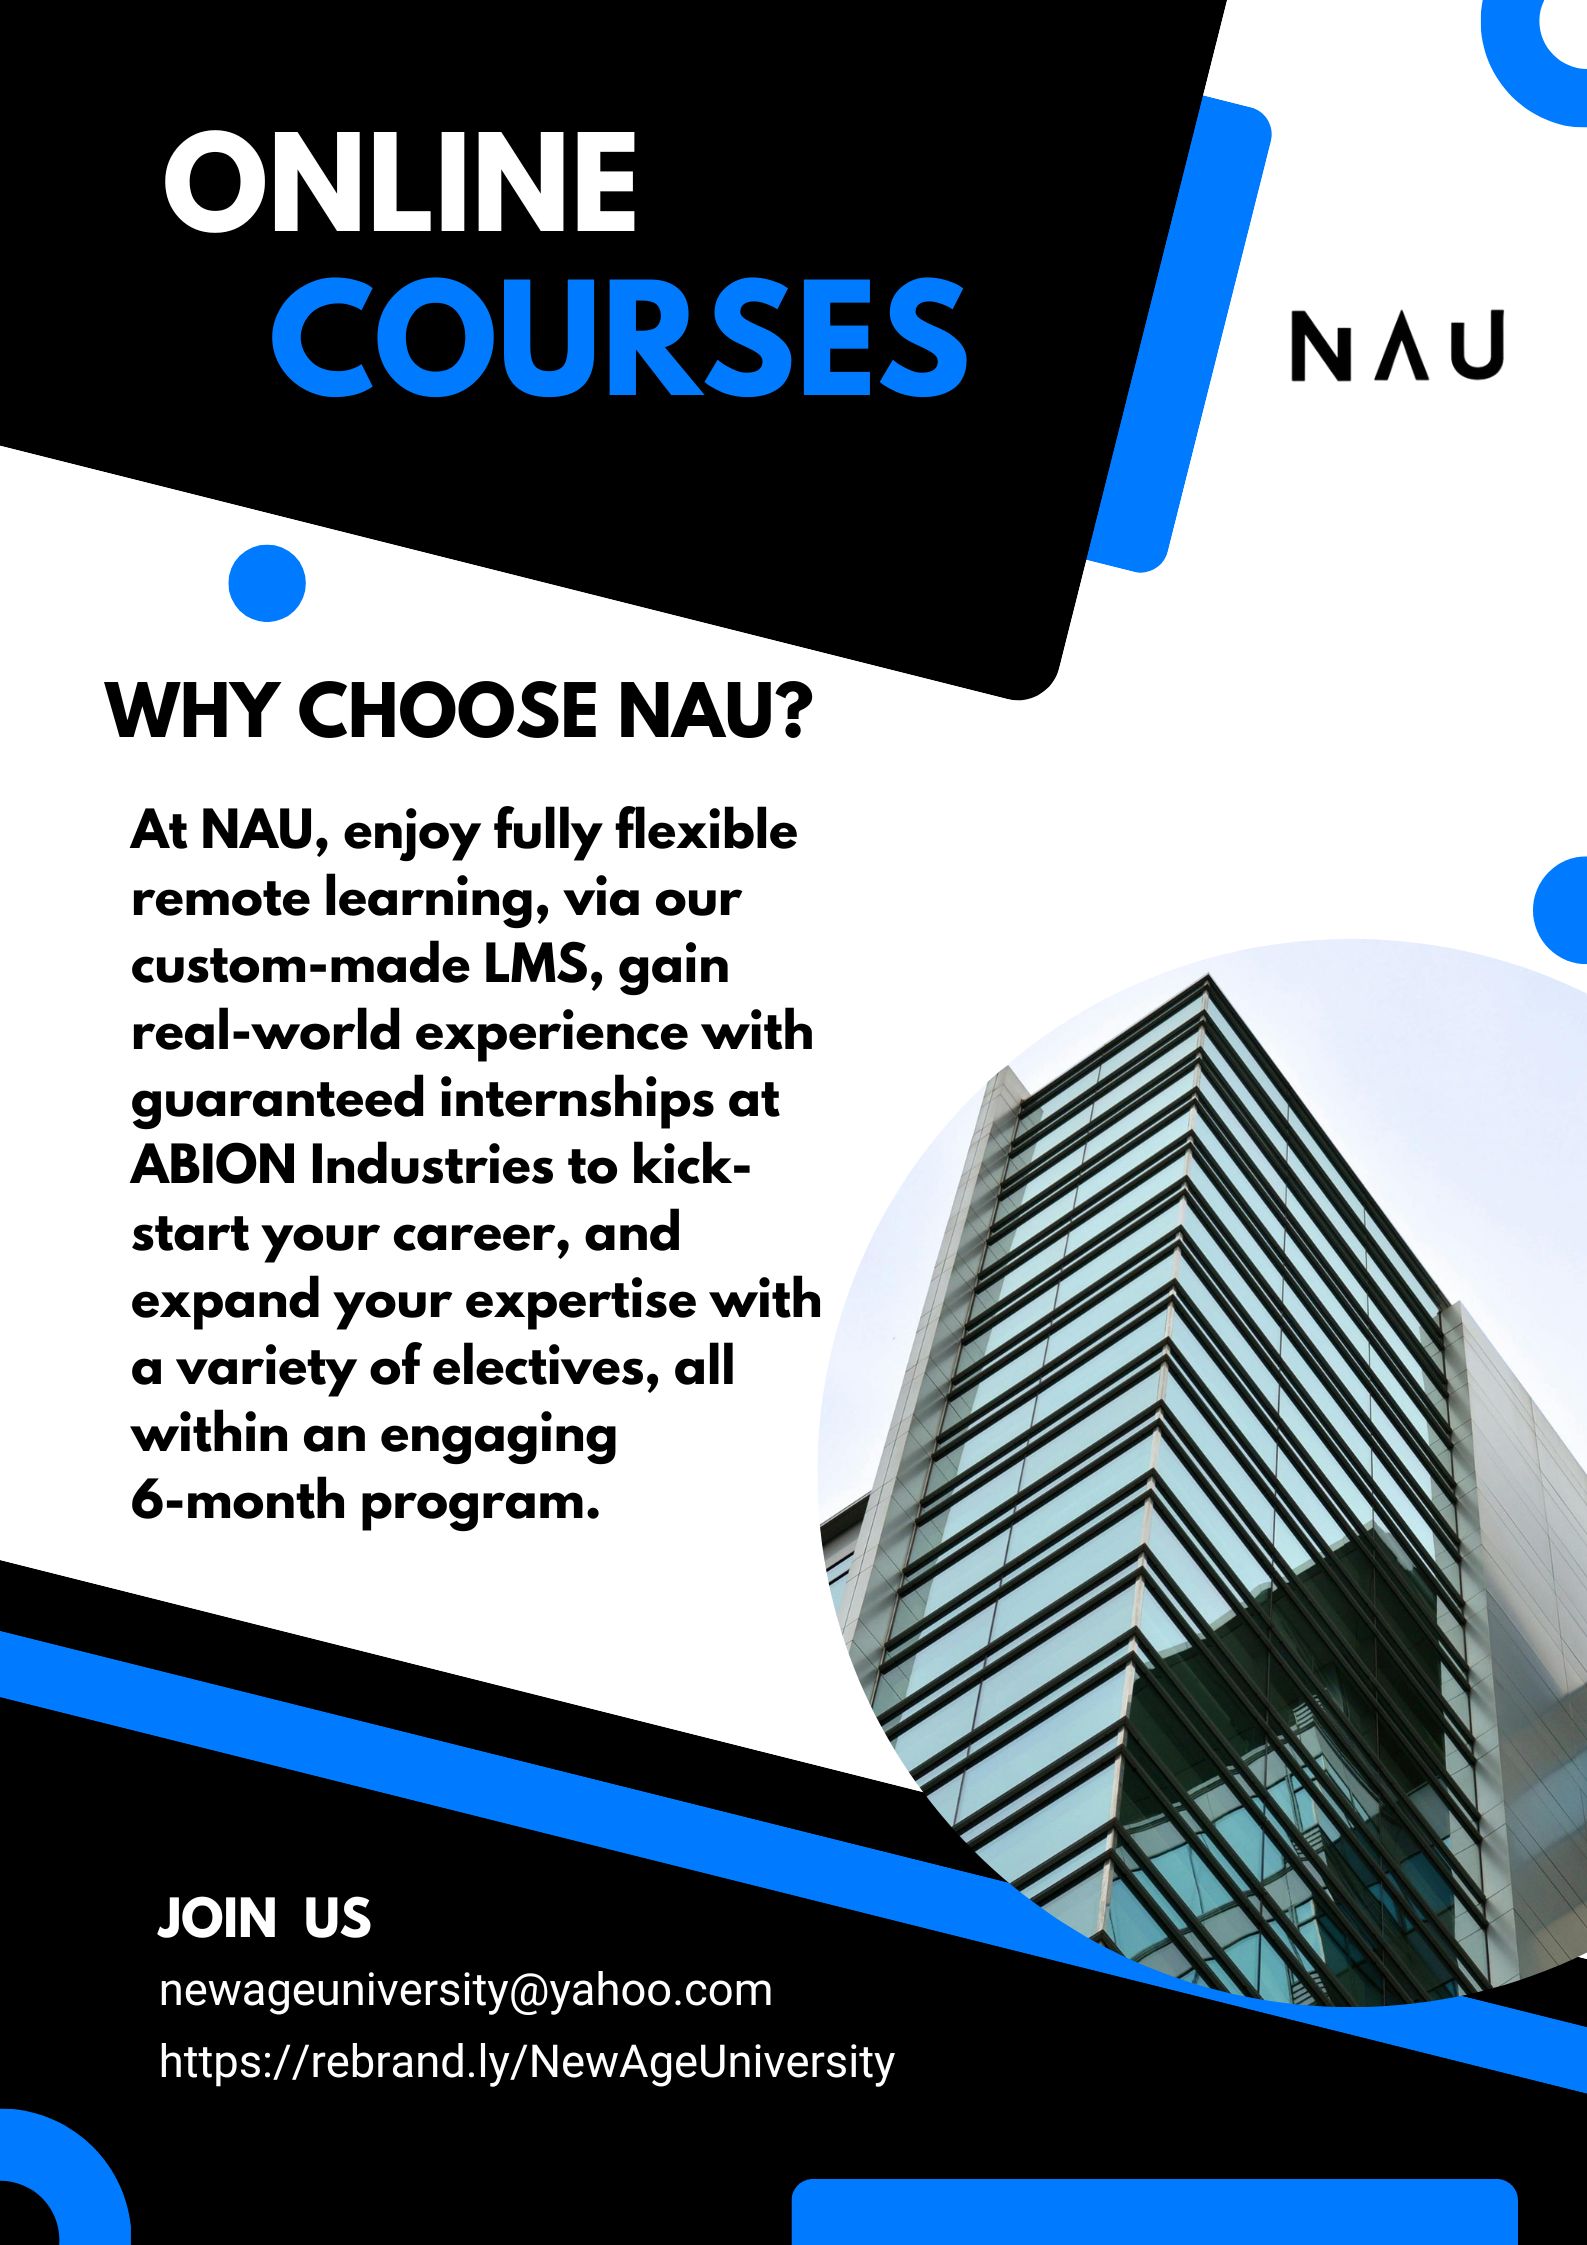 ONLINE
COURSES
NAU
WHY CHOOSE NAU?
At NAU, enjoy fully flexible
remote learning, via our
custom-made LMS, gain
real-world experience with
guaranteed internships at
ABION Industries to kick-
start your career, and
expand your expertise with
a variety of electives, all
within an engaging
6-month program.
JOIN US
newageuniversity@yahoo.com
https://rebrand.ly/NewAgeUniversity